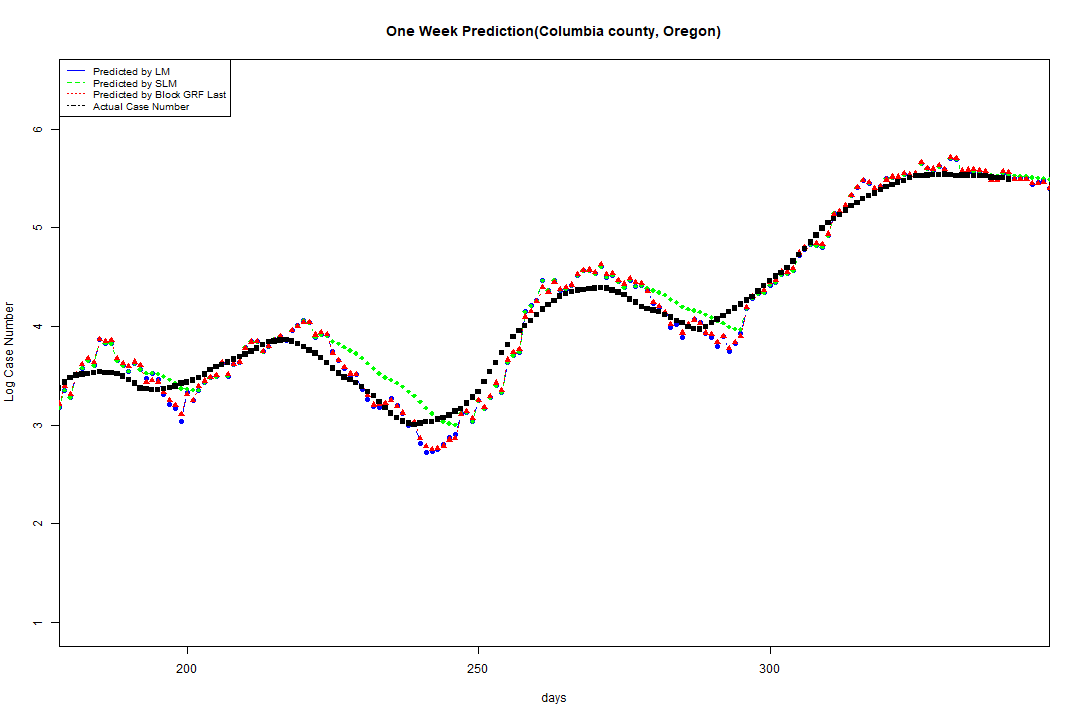 One Week Prediction(Columbia county, Oregon)
Predicted by LM
Predicted by SLM
Predicted by Block GRF Last
Actual Case Number
Log Case Number
6
5
4
3
2
1
200 250 300
days